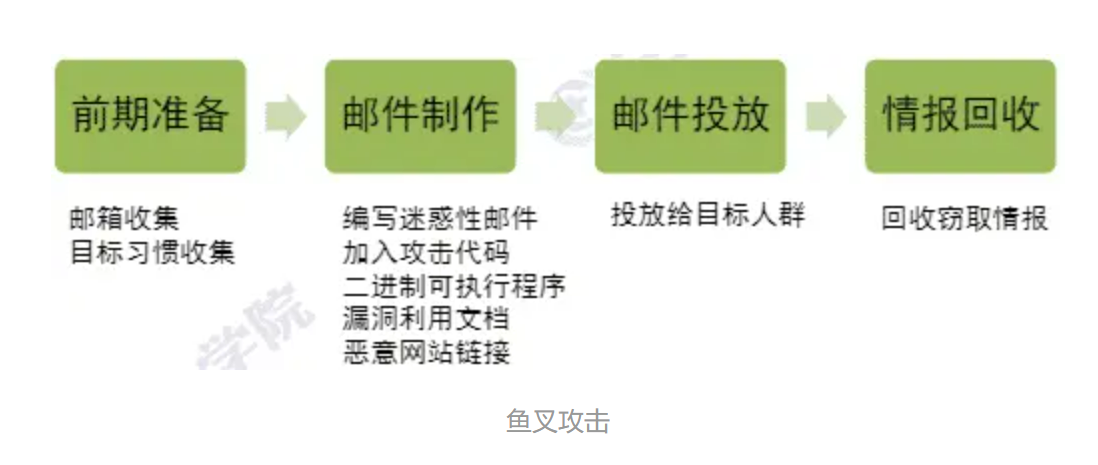 前期准备
邮件制作
邮件投放
情报回收
邮箱收集
目标习惯收集
编写迷惑性邮件
加入攻击代码
二进制可执行程序
漏洞利用文档
恶意网站链接
投放给目标人群
回收窃取情报
学院
鱼叉攻击